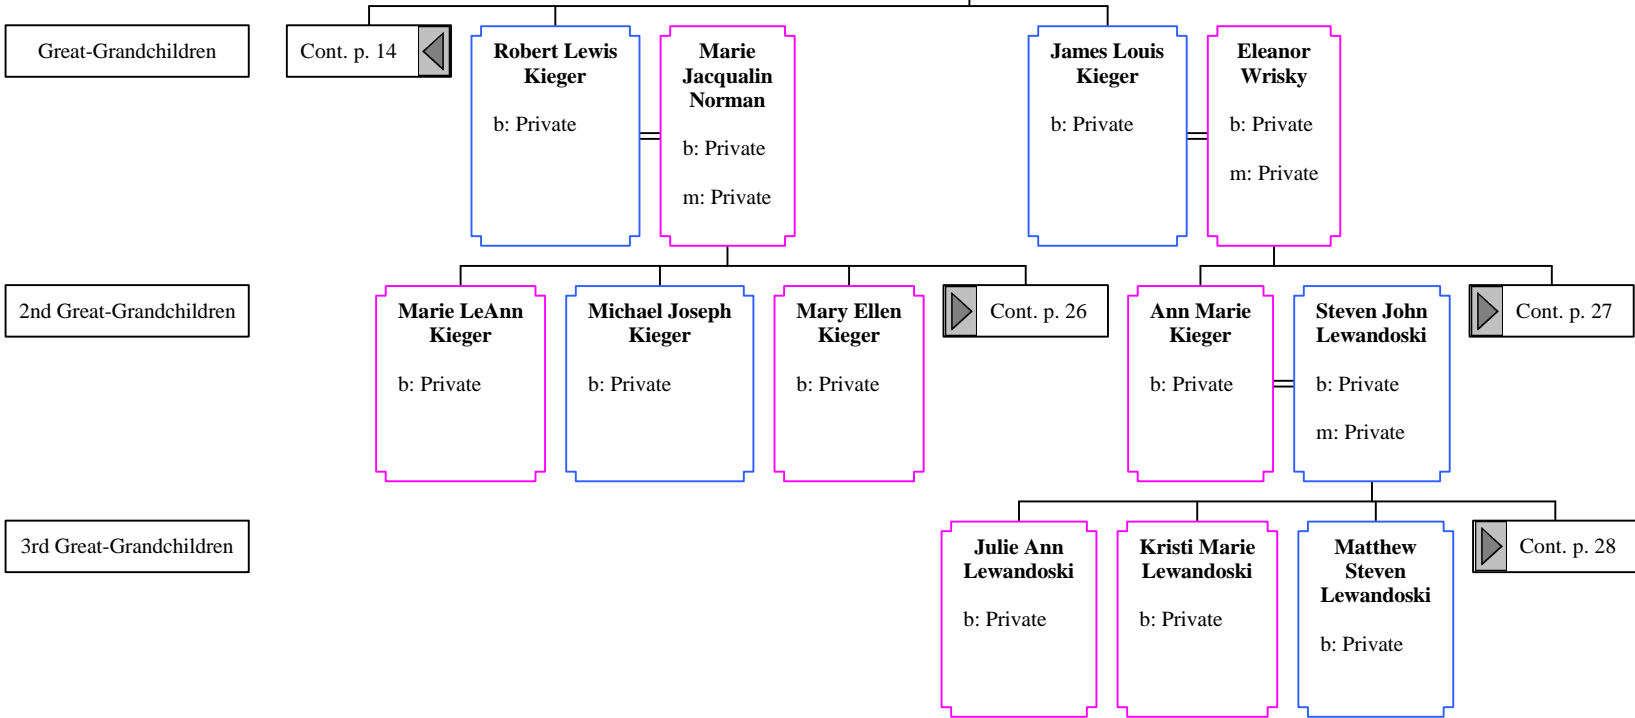 Great-Grandchildren
Cont. p. 14
Robert Lewis
Kieger
b: Private
Marie
Jacqualin
Norman
b: Private
m: Private
James Louis
Kieger
b: Private
Eleanor
Wrisky
b: Private
m: Private
2nd Great-Grandchildren
Marie LeAnn
Kieger
b: Private
Michael Joseph
Kieger
b: Private
Mary Ellen
Kieger
b: Private
Cont. p. 26
Ann Marie
Kieger
b: Private
Steven John
Lewandoski
b: Private
m: Private
Cont. p. 27
3rd Great-Grandchildren
Julie Ann
Lewandoski
b: Private
Kristi Marie
Lewandoski
b: Private
Matthew
Steven
Lewandoski
b: Private
Cont. p. 28